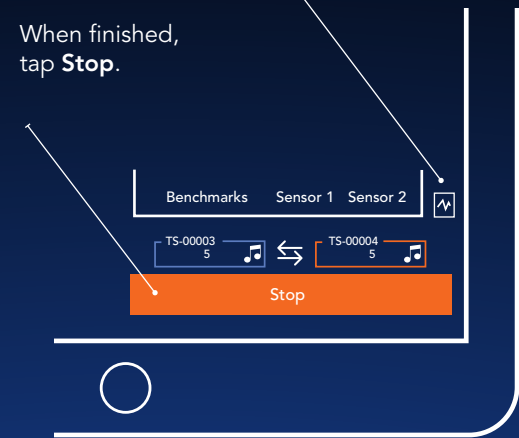 When finished,
tap Stop.
Benchmarks Sensor 1 Sensor 2
TS-00003 TS-00004
5 5
Stop